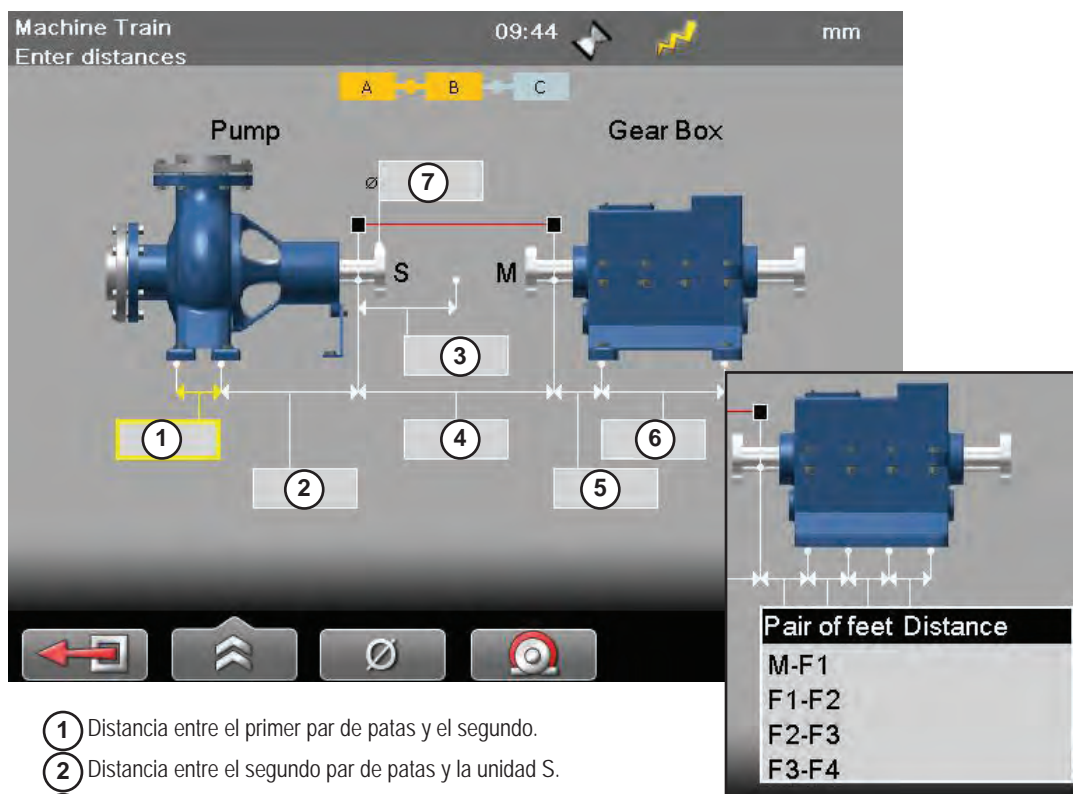 Machine Train 09:44 mm
Enter distances
A B C
Pump Gear Box
Ø 7
S M
3
1 4 6
2 5
Ø
Pair of feet Distance
M-F1
F1-F2
F2-F3
F3-F4
1 Distancia entre el primer par de patas y el segundo.
2 Distancia entre el segundo par de patas y la unidad S.